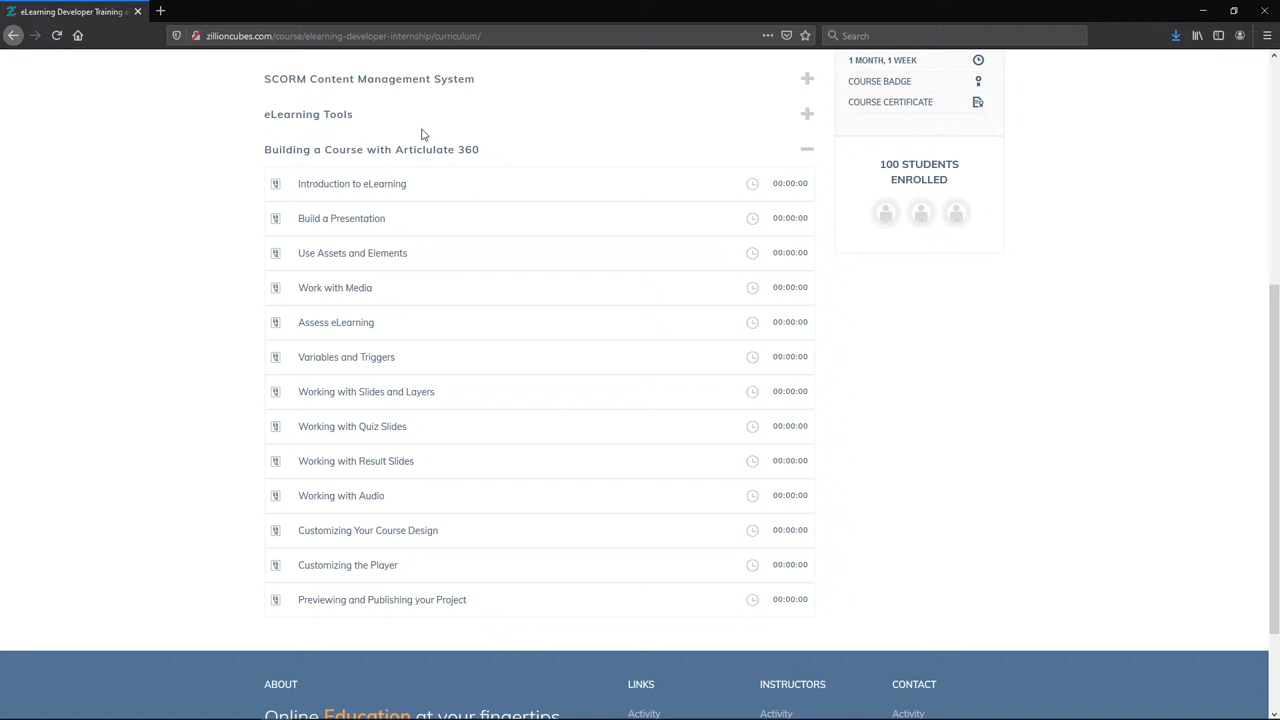 eLearning Developer Training a
zillioncubes.com/course/elearning-developer-internship/curriculum/
Search
SCORM Content Management System
eLearning Tools
Building a Course with Articlulate 360
Introduction to eLearning 00:00:00
Build a Presentation 00:00:00
Use Assets and Elements 00:00:00
Work with Media 00:00:00
Assess eLearning 00:00:00
Variables and Triggers 00:00:00
Working with Slides and Layers 00:00:00
Working with Quiz Slides 00:00:00
Working with Result Slides 00:00:00
Working with Audio 00:00:00
Customizing Your Course Design 00:00:00
Customizing the Player 00:00:00
Previewing and Publishing your Project 00:00:00
1 MONTH, 1 WEEK
COURSE BADGE
COURSE CERTIFICATE
100 STUDENTS
ENROLLED
ABOUT
Online Education at your fingertips
LINKS
Activity
INSTRUCTORS
Activity
CONTACT
Activity